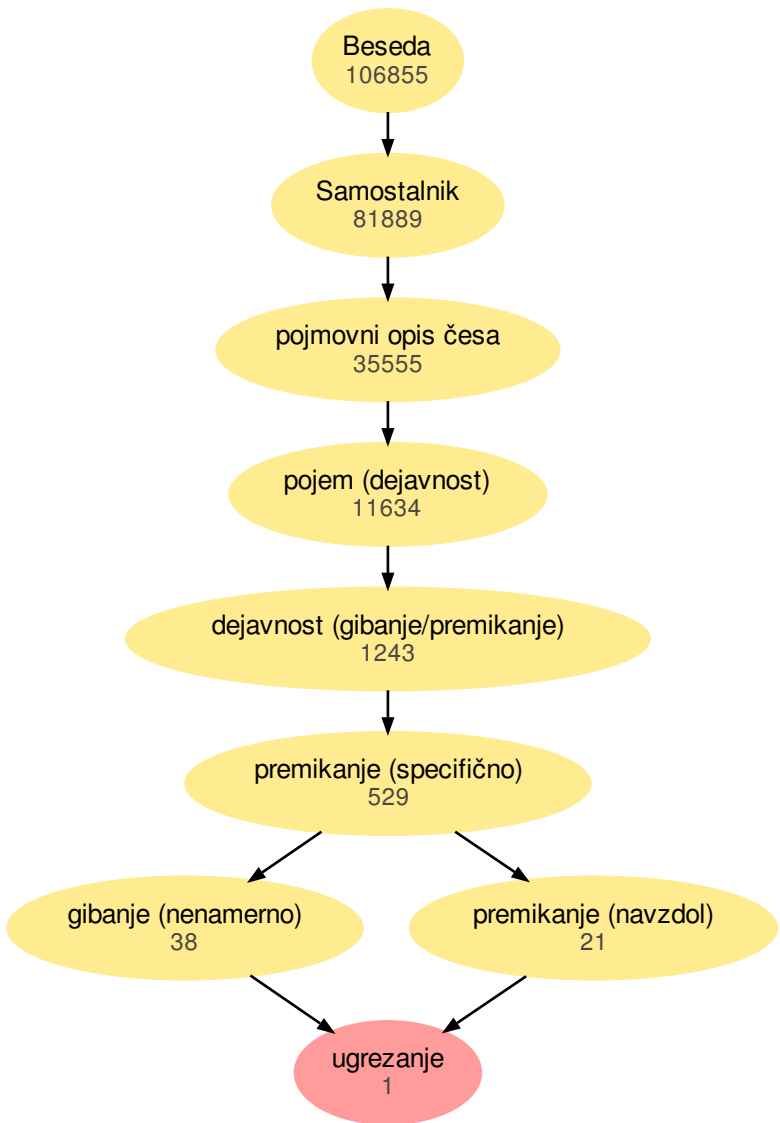 Beseda
106855
Samostalnik
81889
pojmovni opis česa
35555
pojem (dejavnost)
11634
dejavnost (gibanje/premikanje)
1243
premikanje (specifično)
529
gibanje (nenamerno)
38
premikanje (navzdol)
21
ugrezanje
1